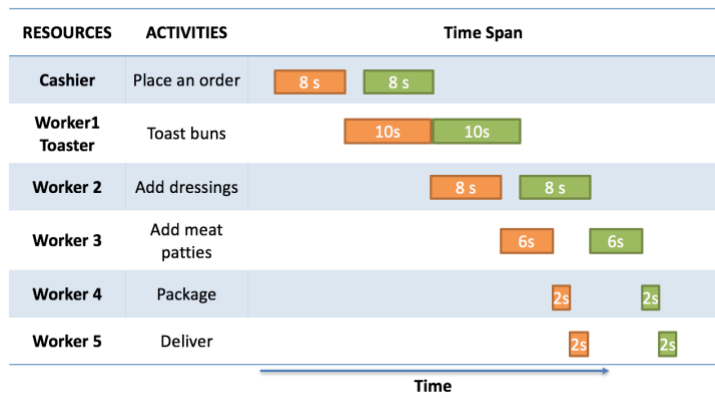 RESOURCES ACTIVITIES Time Span
Cashier Place an order 8 s 8 s
Worker1
Toaster Toast buns 10s 10s
Worker 2 Add dressings 8 s 8 s
Worker 3 Add meat
patties 6s 6s
Worker 4 Package 2s 2s
Worker 5 Deliver 2s 2s
Time